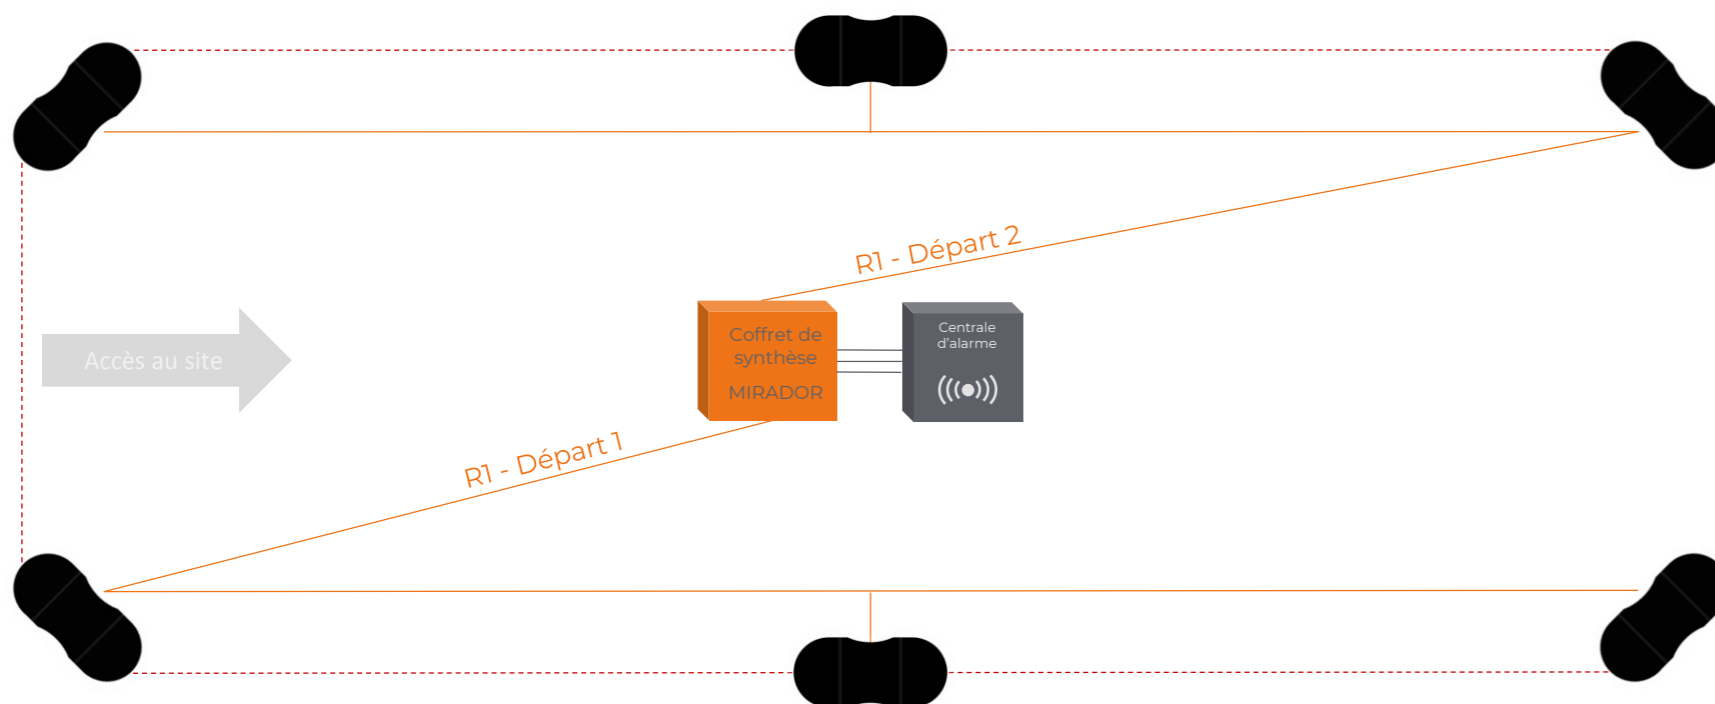 R1 - Départ 2
Coffret de
synthèse
MIRADOR
Centrale
d'alarme
Accès au site
R1 - Départ 1